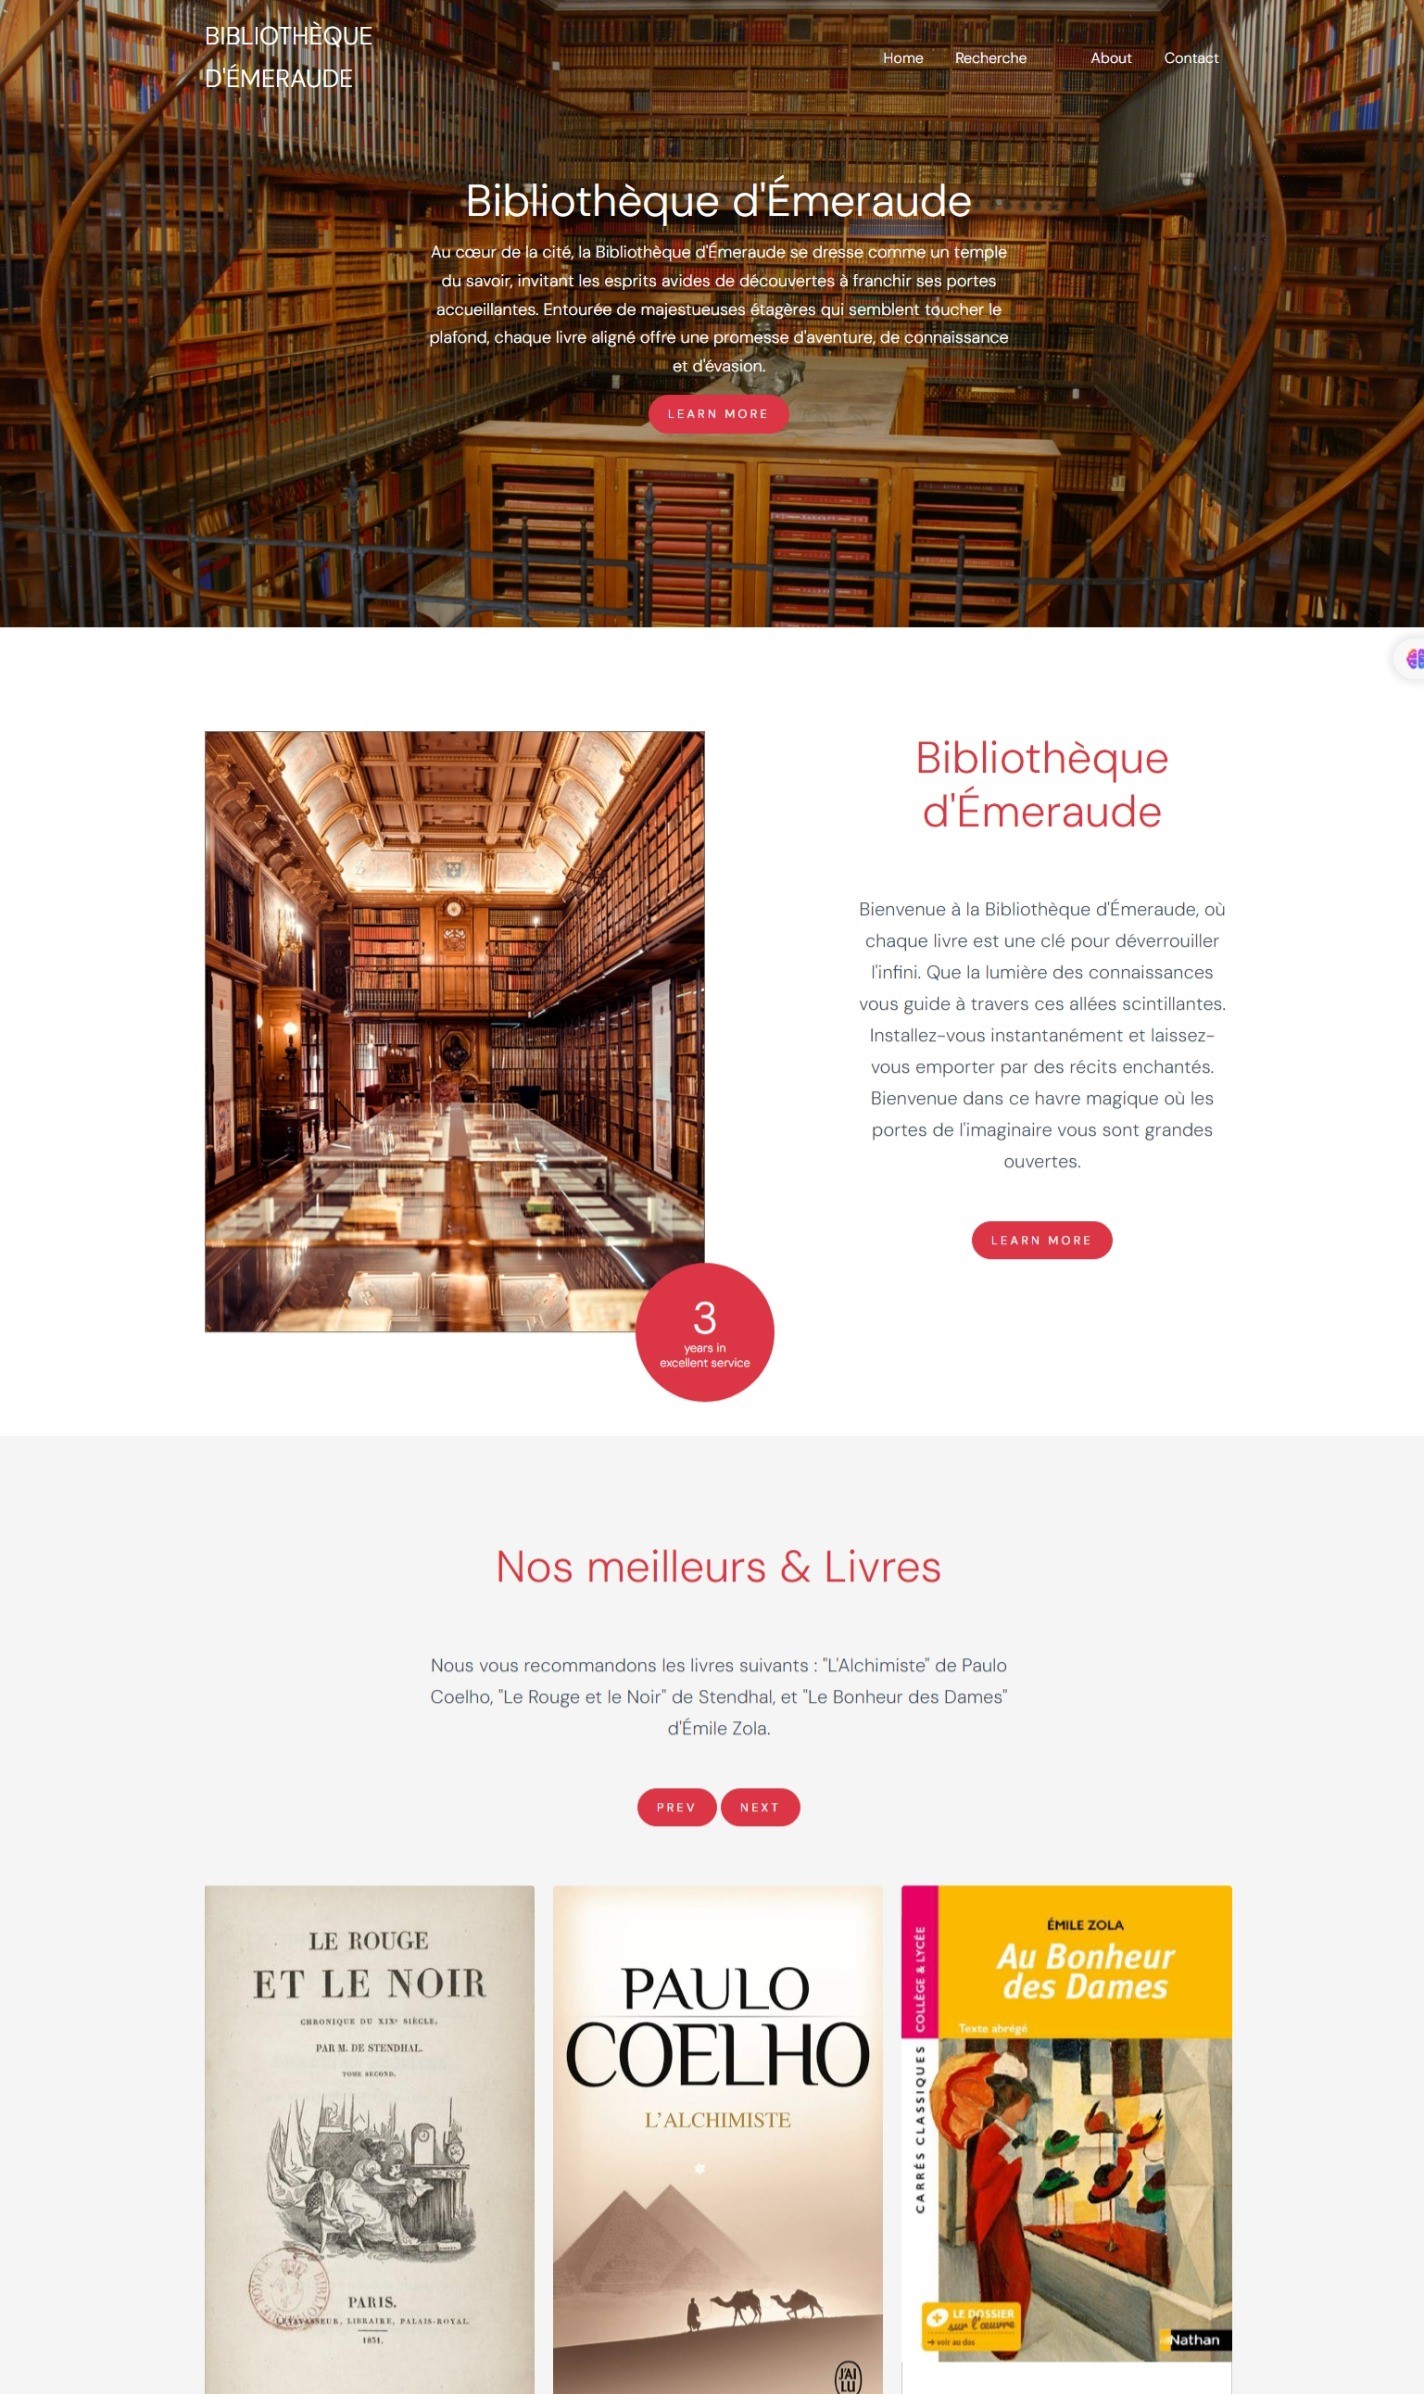 BIBLIOTHÈQUE
D'ÉMERAUDE
Home Recherche About Contact
Bibliothèque d'Émeraude
Au cœur de la cité, la Bibliothèque d'Émeraude se dresse comme un temple
du savoir, invitant les esprits avides de découvertes à franchir ses portes
accueillantes. Entourée de majestueuses étagères qui semblent toucher le
plafond, chaque livre aligné offre une promesse d'aventure, de connaissance
et d'évasion.
LEARN MORE
Bibliothèque
d'Émeraude
Bienvenue à la Bibliothèque d'Émeraude, où
chaque livre est une clé pour déverrouiller
l'infini. Que la lumière des connaissances
vous guide à travers ces allées scintillantes.
Installez-vous instantanément et laissez-
vous emporter par des récits enchantés.
Bienvenue dans ce havre magique où les
portes de l'imaginaire vous sont grandes
ouvertes.
LEARN MORE
3
years in
excellent service
Nos meilleurs & Livres
Nous vous recommandons les livres suivants : "L'Alchimiste" de Paulo
Coelho, "Le Rouge et le Noir" de Stendhal, et "Le Bonheur des Dames"
d'Émile Zola.
PREV NEXT
LE ROUGE
ET LE NOIR
CHRONIQUE DU XIXe SIÈCLE,
PAR M. DE STENDHAL.
TOME SECOND.
PARIS.
LEVAVASSEUR, LIBRAIRE, PALAIS-ROYAL.
1831.
PAULO
COELHO
L'ALCHIMISTE
J'AI
LU
COLLÈGE & LYCÉE
CARRÉS CLASSIQUES
ÉMILE ZOLA
Au Bonheur
des Dames
Texte abrégé
LE DOSSIER
sur l'œuvre
voir au dos
Nathan